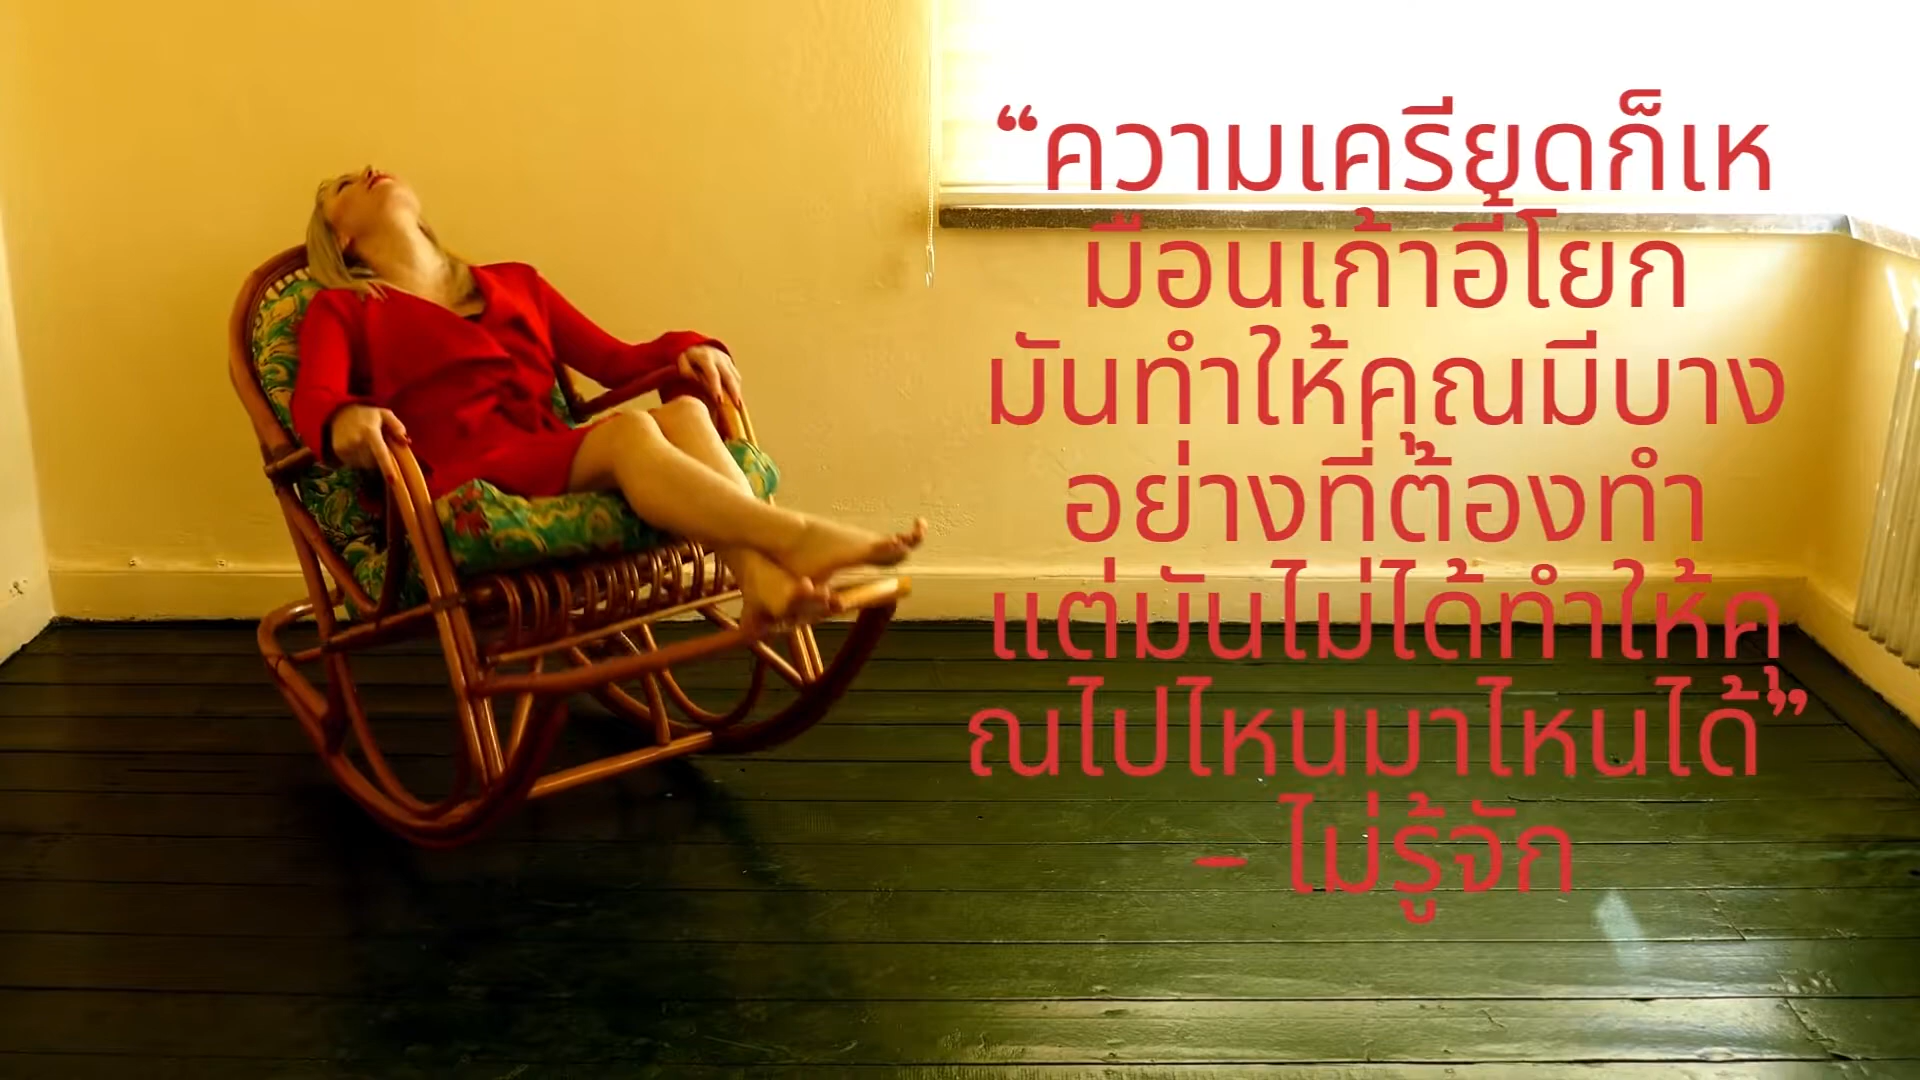 “ความเครียดก็เห
มือนเก้าอี้โยก
มันทำให้คุณมีบาง
อย่างที่ต้องทำ
แต่มันไม่ได้ทำให้คุ
ณไปไหนมาไหนได้”
– ไม่รู้จัก